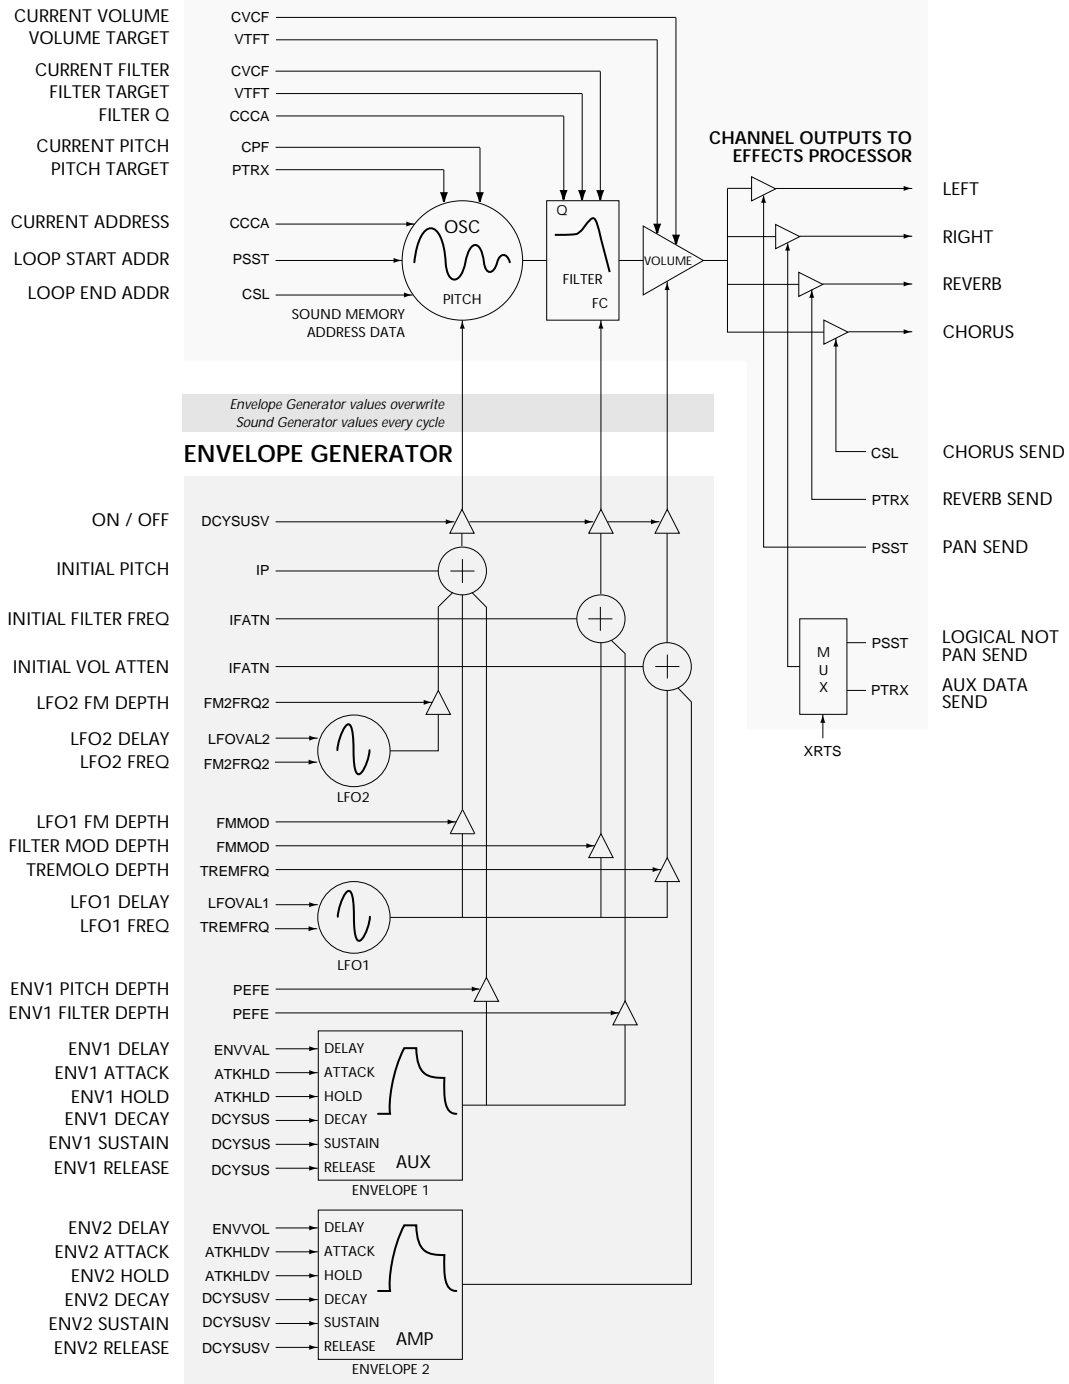 CURRENT VOLUME CVCF
VOLUME TARGET VTFT
CURRENT FILTER CVCF
FILTER TARGET VTFT
FILTER Q CCCA
CURRENT PITCH CPF
PITCH TARGET PTRX
CHANNEL OUTPUTS TO
EFFECTS PROCESSOR
LEFT
CURRENT ADDRESS CCCA
OSC
Q
RIGHT
LOOP START ADDR PSST
VOLUME
FILTER
REVERB
LOOP END ADDR CSL
PITCH
FC
SOUND MEMORY
ADDRESS DATA
CHORUS
Envelope Generator values overwrite
Sound Generator values every cycle
ENVELOPE GENERATOR
CSL CHORUS SEND
PTRX REVERB SEND
PSST PAN SEND
ON / OFF DCYSUSV
INITIAL PITCH IP
INITIAL FILTER FREQ IFATN
INITIAL VOL ATTEN IFATN
M
U
X
PSST LOGICAL NOT
PAN SEND
PTRX AUX DATA
SEND
XRTS
LFO2 FM DEPTH FM2FRQ2
LFO2 DELAY LFOVAL2
LFO2 FREQ FM2FRQ2
LFO2
LFO1 FM DEPTH FMMOD
FILTER MOD DEPTH FMMOD
TREMOLO DEPTH TREMFRQ
LFO1 DELAY LFOVAL1
LFO1 FREQ TREMFRQ
LFO1
ENV1 PITCH DEPTH PEFE
ENV1 FILTER DEPTH PEFE
ENV1 DELAY ENVVAL DELAY
ENV1 ATTACK ATKHLD ATTACK
ENV1 HOLD ATKHLD HOLD
ENV1 DECAY DCYSUS DECAY
ENV1 SUSTAIN DCYSUS SUSTAIN
ENV1 RELEASE DCYSUS RELEASE
AUX
ENVELOPE 1
ENV2 DELAY ENVVOL DELAY
ENV2 ATTACK ATKHLDV ATTACK
ENV2 HOLD ATKHLDV HOLD
ENV2 DECAY DCYSUSV DECAY
ENV2 SUSTAIN DCYSUSV SUSTAIN
ENV2 RELEASE DCYSUSV RELEASE
AMP
ENVELOPE 2